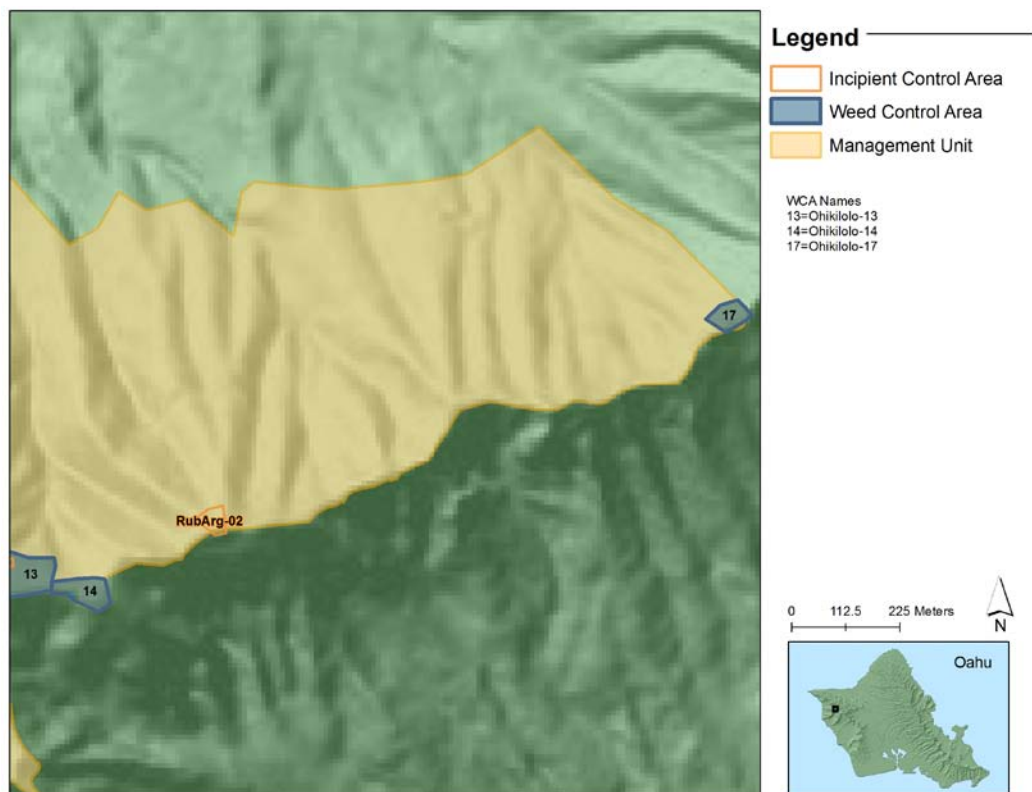 Legend
Incipient Control Area
Weed Control Area
Management Unit
WCA Names
13=Ohikilolo-13
14=Ohikilolo-14
17=Ohikilolo-17
17
RubArg-02
13
14
0 112.5 225 Meters
N
Oahu